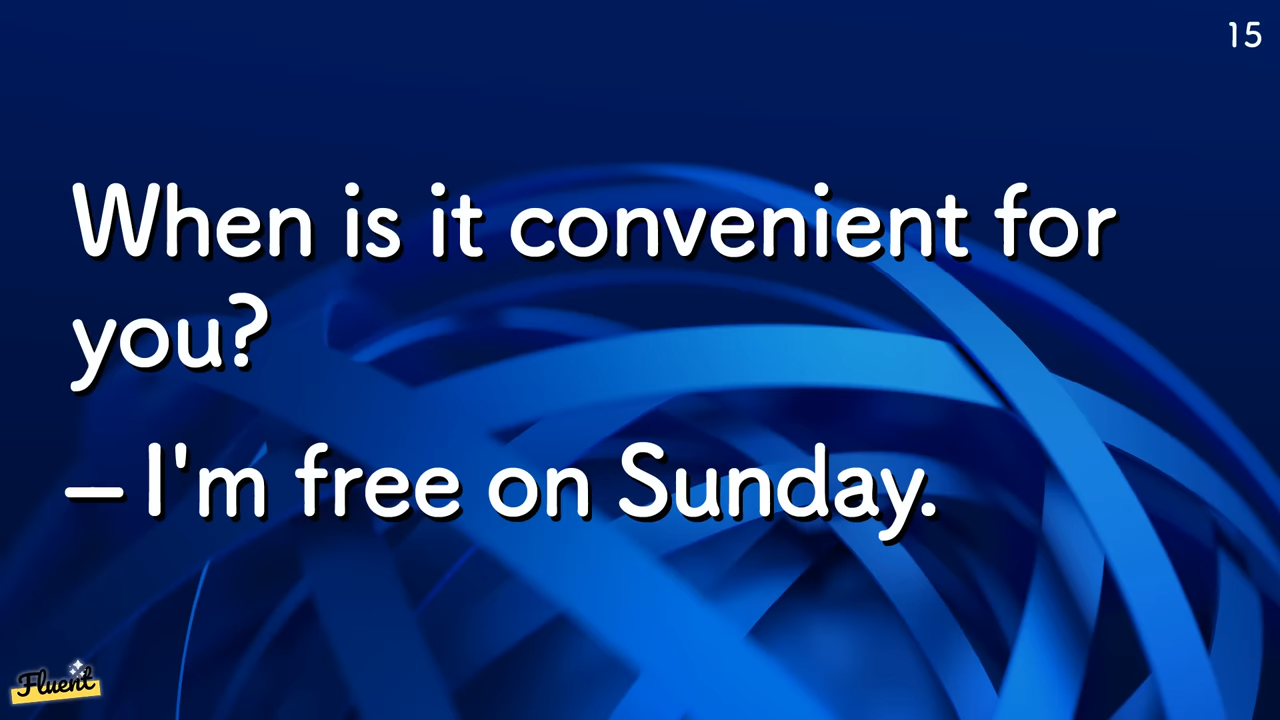 15
When is it convenient for
you?
– I'm free on Sunday.
Fluent